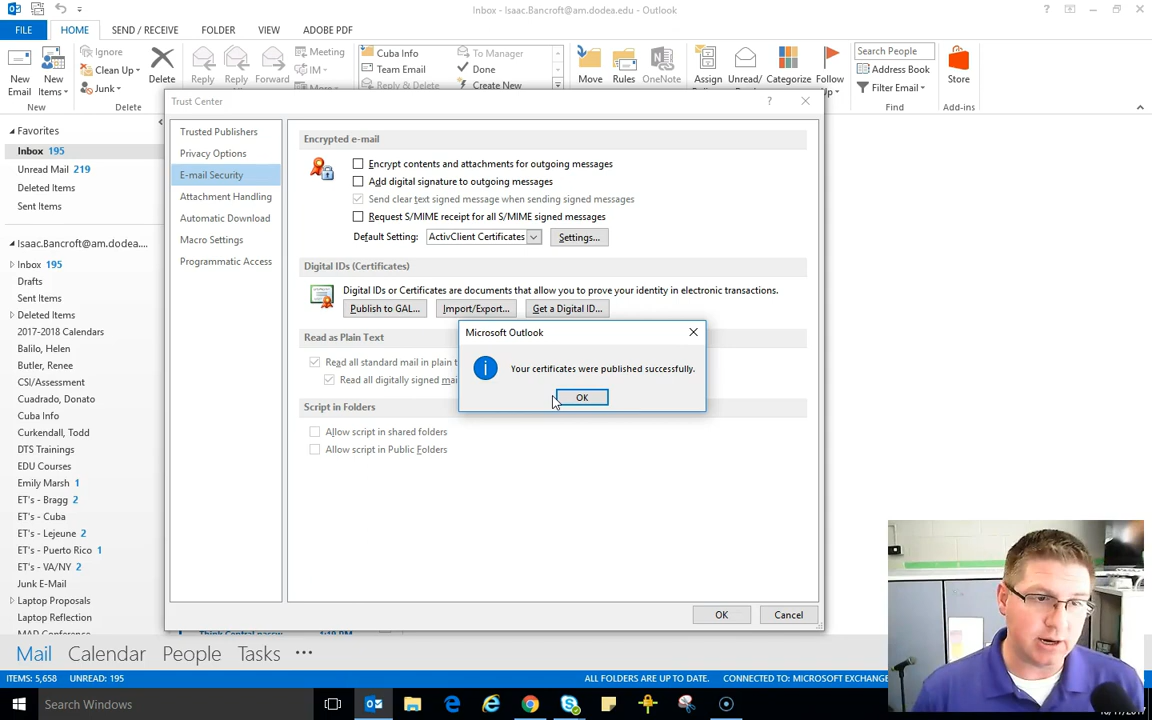 Inbox - Isaac.Bancroft@am.dodea.edu - Outlook
FILE HOME SEND / RECEIVE FOLDER VIEW ADOBE PDF
New Email
New Items
New
Ignore
Clean Up
Junk
Delete
Delete
Reply
Reply All
Forward
Meeting
IM
Cuba Info
Team Email
Reply & Delete
To Manager
Done
Create New
Move
Rules
OneNote
Assign
Unread/
Categorize
Follow Up
Tags
Search People
Address Book
Filter Email
Find
Store
Add-ins
Favorites
Inbox 195
Unread Mail 219
Deleted Items
Sent Items
Isaac.Bancroft@am.dodea....
Inbox 195
Drafts
Sent Items
Deleted Items
2017-2018 Calendars
Balilo, Helen
Butler, Renee
CSI/Assessment
Cuadrado, Donato
Cuba Info
Curkendall, Todd
DTS Trainings
EDU Courses
Emily Marsh 1
ET's - Bragg 2
ET's - Cuba
ET's - Lejeune 2
ET's - Puerto Rico 1
ET's - VA/NY 2
Junk E-Mail
Laptop Proposals
Laptop Reflection
MAD Conference
Trust Center
Trusted Publishers
Privacy Options
E-mail Security
Attachment Handling
Automatic Download
Macro Settings
Programmatic Access
Encrypted e-mail
Encrypt contents and attachments for outgoing messages
Add digital signature to outgoing messages
Send clear text signed message when sending signed messages
Request S/MIME receipt for all S/MIME signed messages
Default Setting: ActivClient Certificates Settings...
Digital IDs (Certificates)
Digital IDs or Certificates are documents that allow you to prove your identity in electronic transactions.
Publish to GAL... Import/Export... Get a Digital ID...
Read as Plain Text
Read all standard mail in plain t
Read all digitally signed mai
Script in Folders
Allow script in shared folders
Allow script in Public Folders
Microsoft Outlook
Your certificates were published successfully.
OK
OK Cancel
Mail Calendar People Tasks
ITEMS: 5,658 UNREAD: 195 ALL FOLDERS ARE UP TO DATE. CONNECTED TO: MICROSOFT EXCHANGE
Search Windows